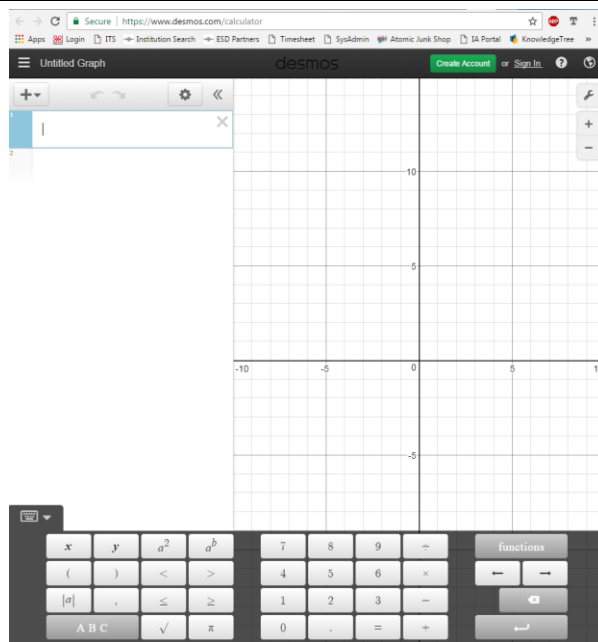 Secure | https://www.desmos.com/calculator
Apps Login ITS Institution Search ESD Partners Timesheet SysAdmin Atomic Junk Shop IA Portal KnowledgeTree »
Untitled Graph desmos Create Account or Sign In ?
+ «
1
2
+
−
10
5
-10 -5 0 5 1
-5
x y a² aᵇ 7 8 9 ÷ functions
( ) < > 4 5 6 × ← →
|a| , ≤ ≥ 1 2 3 −
A B C √ π 0 . = +